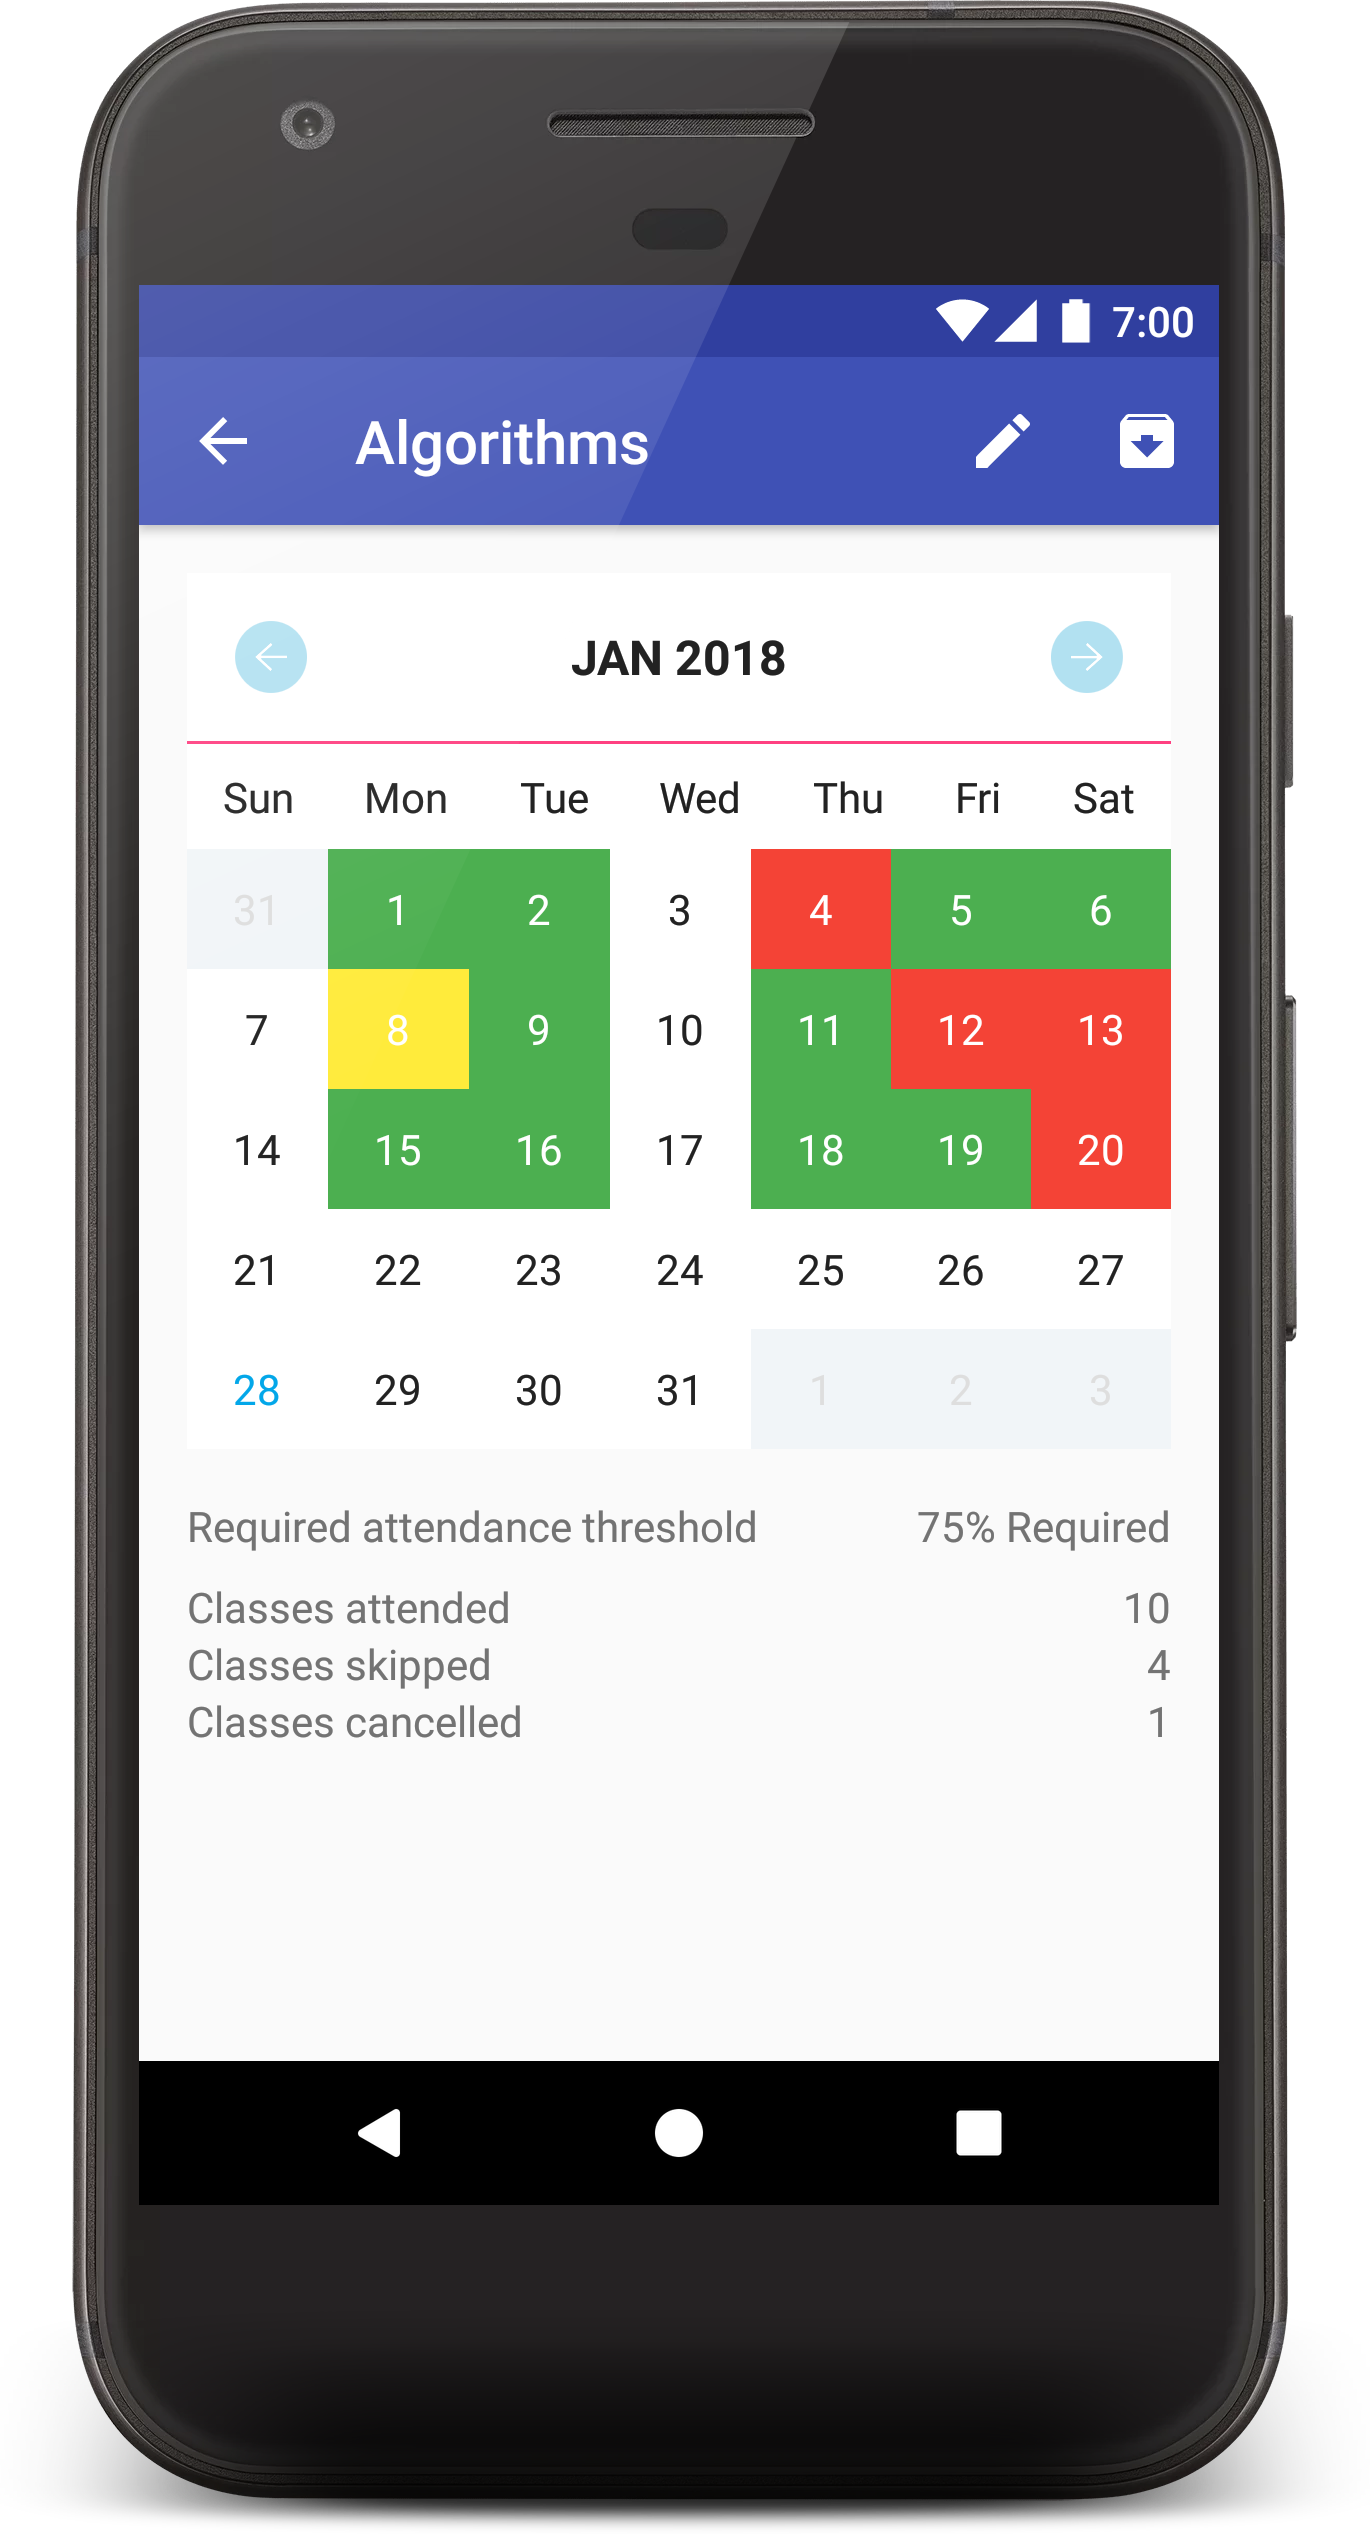 7:00
Algorithms
JAN 2018
Sun Mon Tue Wed Thu Fri Sat
31 1 2 3 4 5 6
7 8 9 10 11 12 13
14 15 16 17 18 19 20
21 22 23 24 25 26 27
28 29 30 31 1 2 3
Required attendance threshold 75% Required
Classes attended 10
Classes skipped 4
Classes cancelled 1